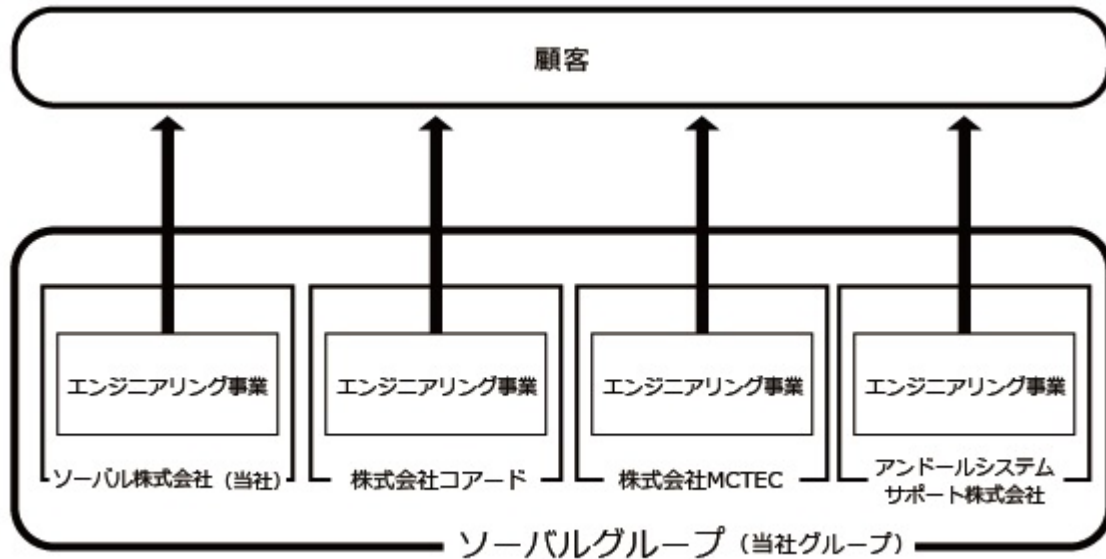 顧客
エンジニアリング事業
エンジニアリング事業
エンジニアリング事業
エンジニアリング事業
ソーバル株式会社（当社）
株式会社コアード
株式会社MCTEC
アンドールシステム
サポート株式会社
ソーバルグループ（当社グループ）